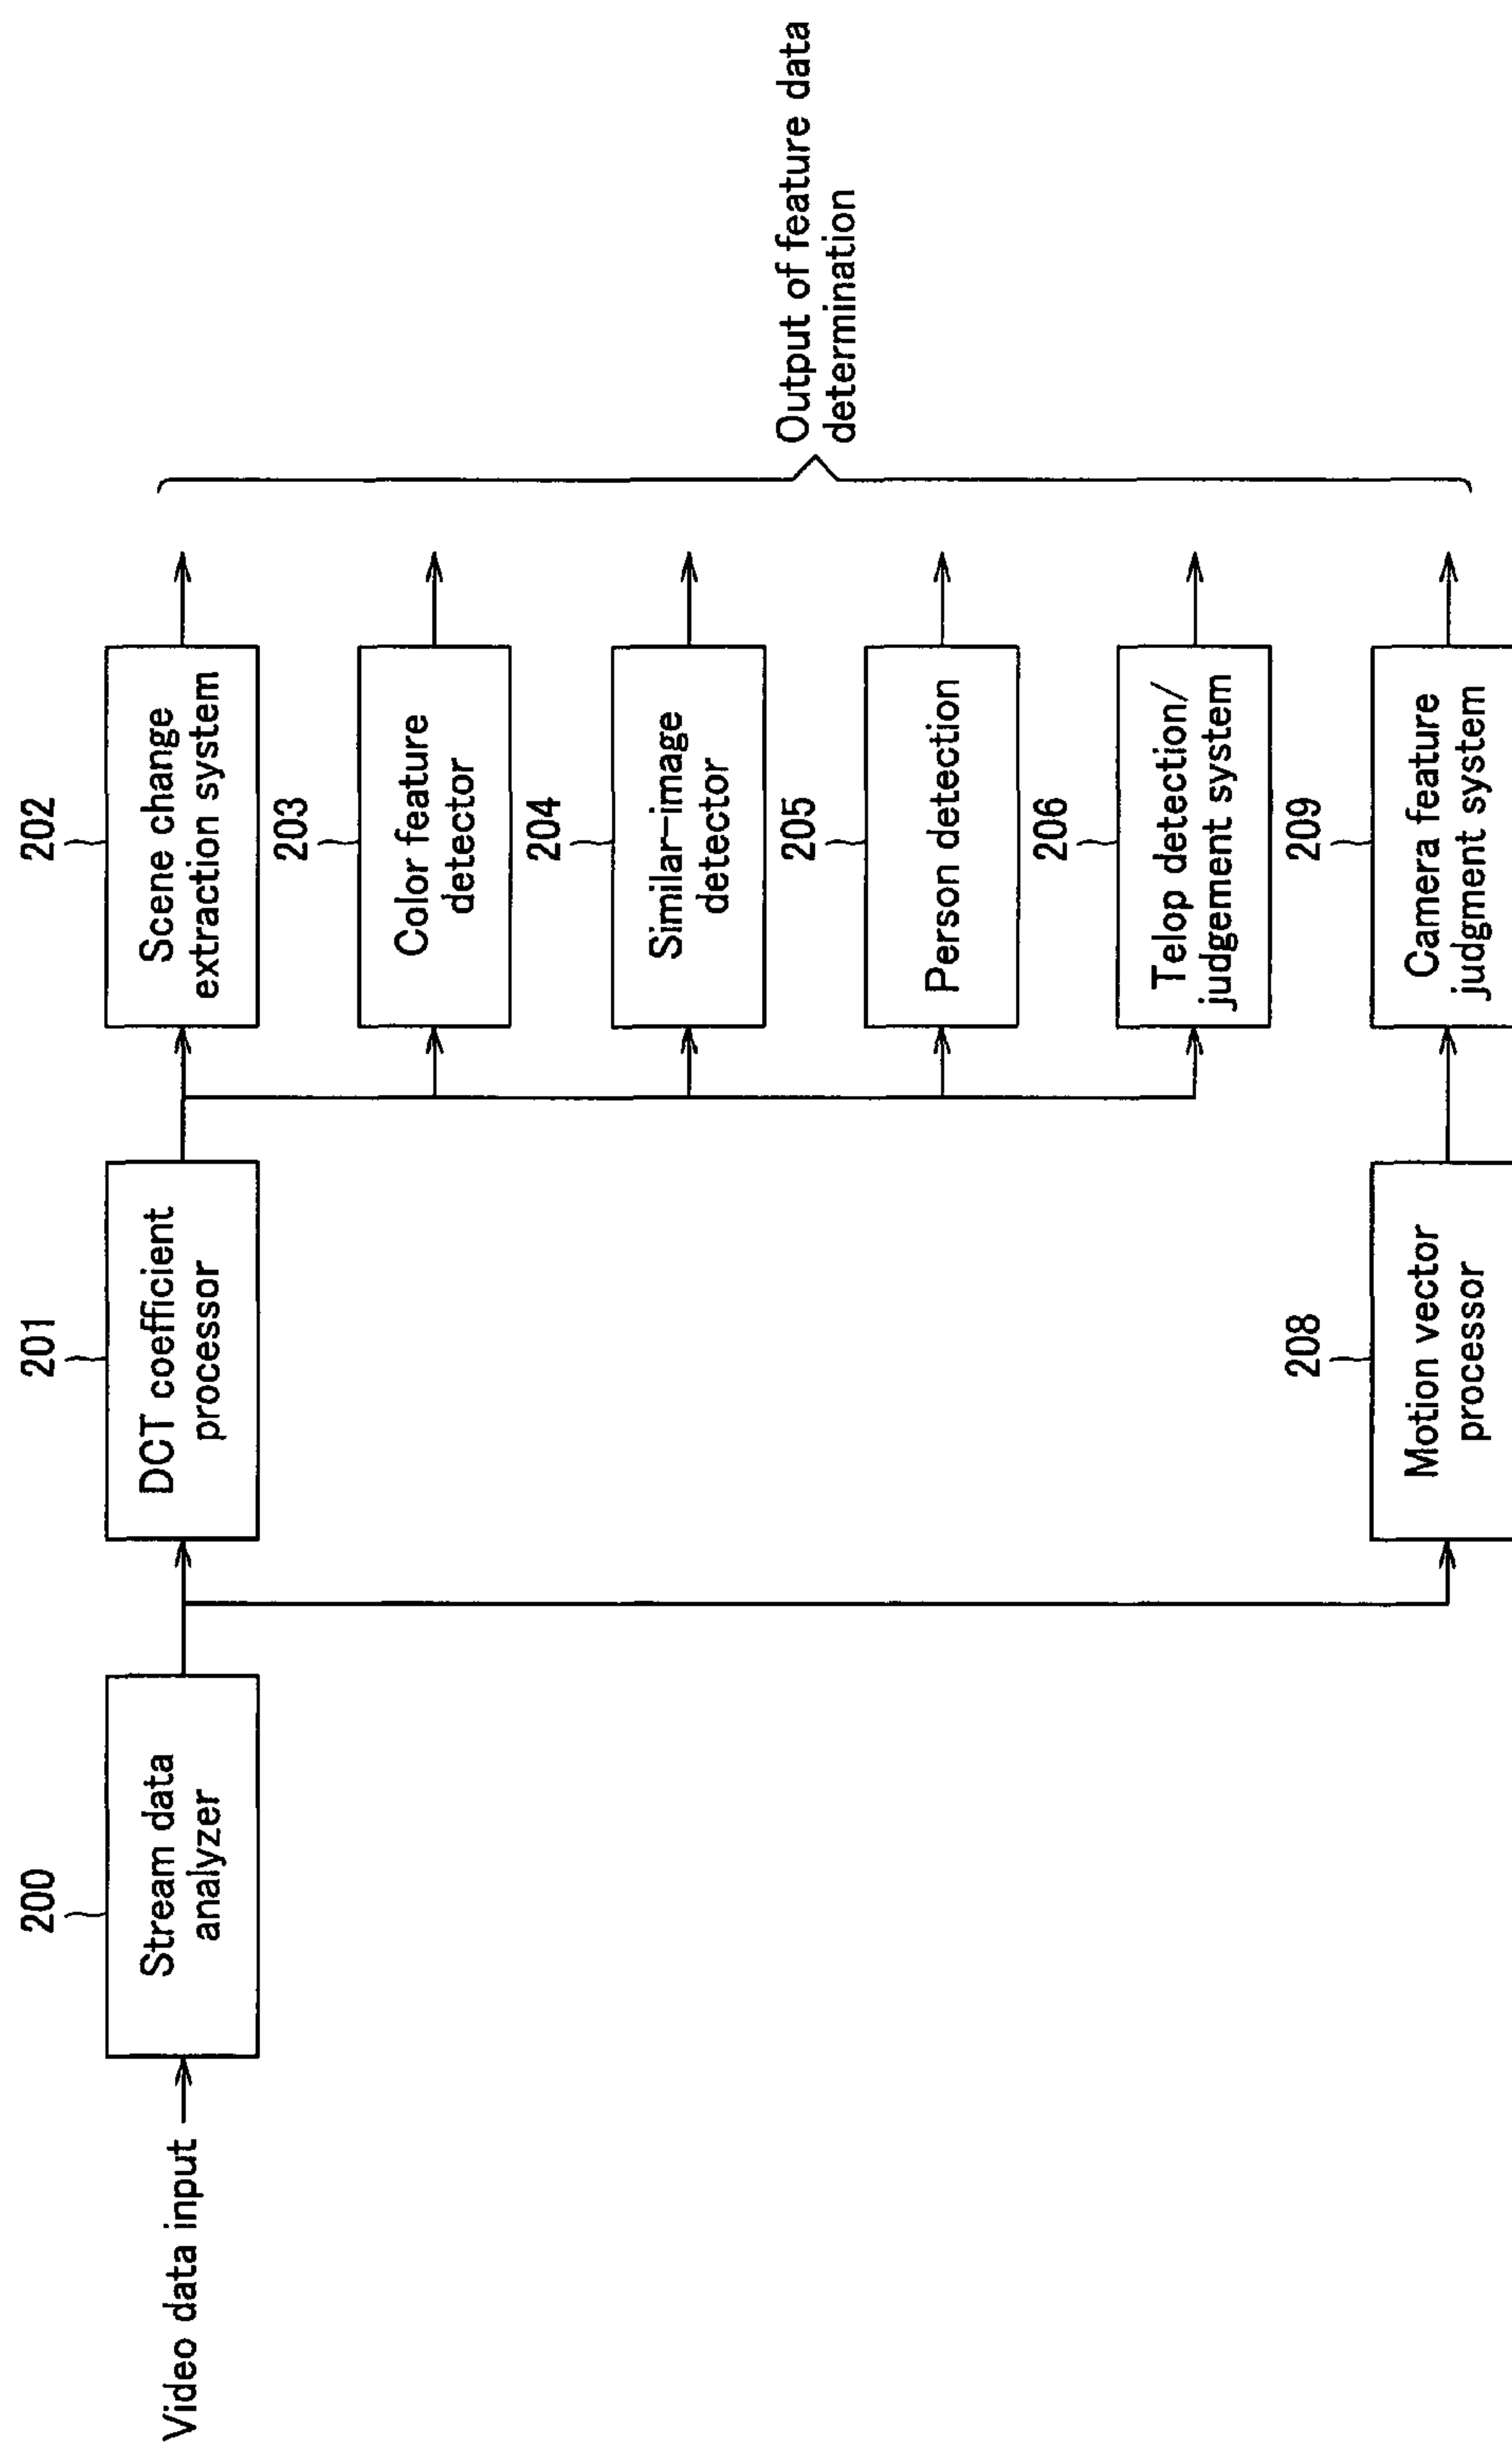 Video data input
200
Stream data
analyzer
201
DCT coefficient
processor
202
Scene change
extraction system
203
Color feature
detector
204
Similar-image
detector
205
Person detection
206
Telop detection/
judgement system
208
Motion vector
processor
209
Camera feature
judgment system
Output of feature data
determination